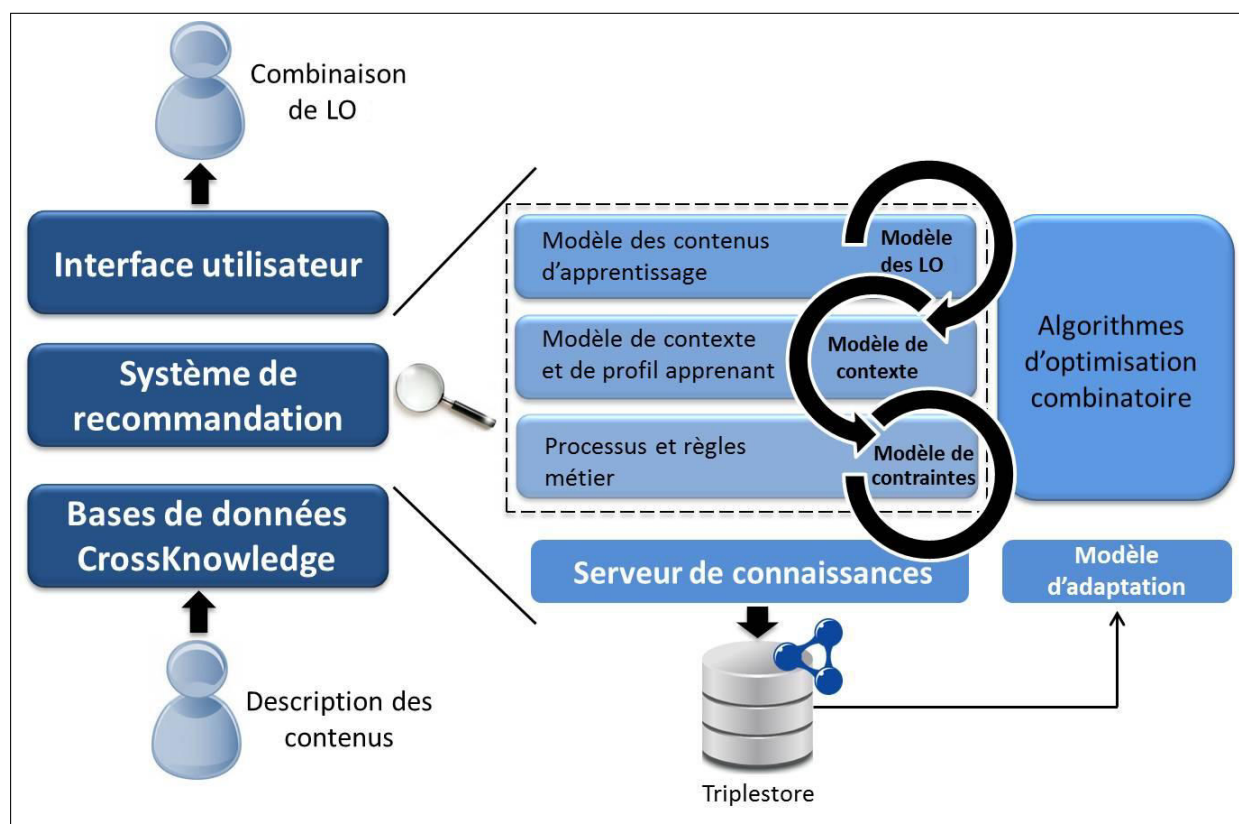 Combinaison
de LO
Interface utilisateur
Système de
recommandation
Bases de données
CrossKnowledge
Description des
contenus
Modèle des contenus
d'apprentissage
Modèle
des LO
Modèle de contexte
et de profil apprenant
Modèle de
contexte
Processus et règles
métier
Modèle de
contraintes
Algorithmes
d'optimisation
combinatoire
Serveur de connaissances
Modèle
d'adaptation
Triplestore